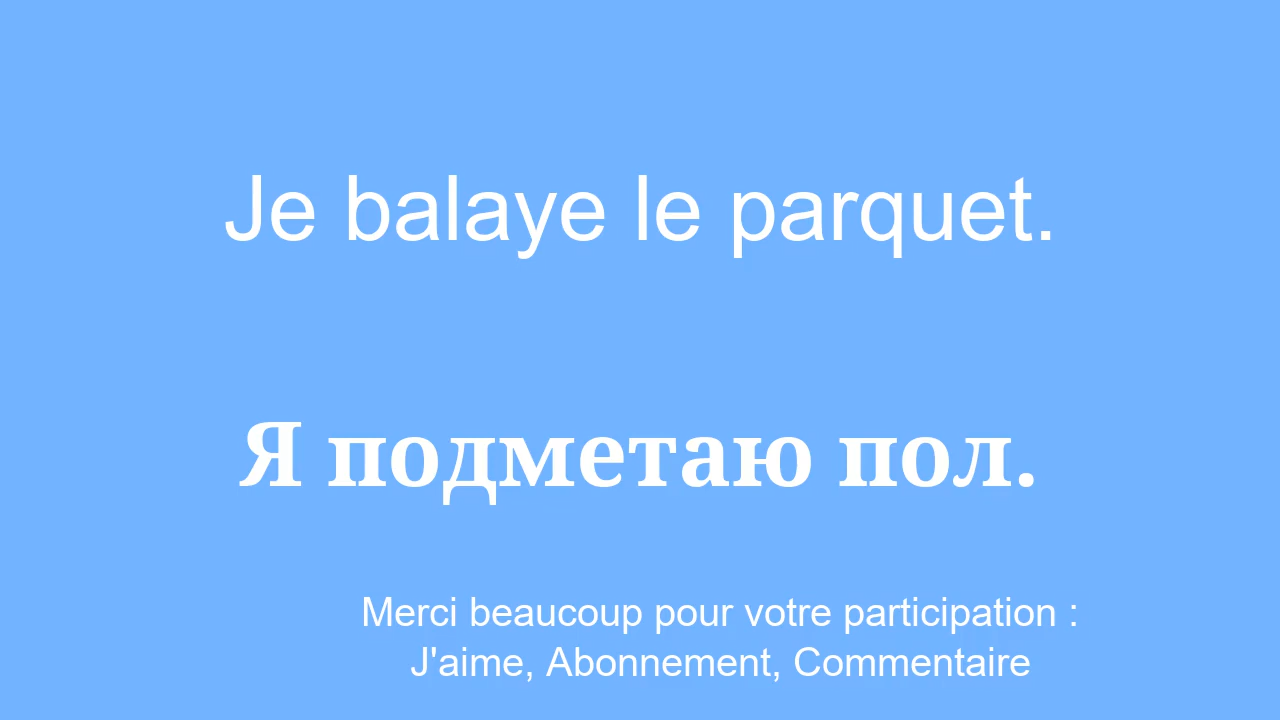 Je balaye le parquet.
Я подметаю пол.
Merci beaucoup pour votre participation :
J'aime, Abonnement, Commentaire